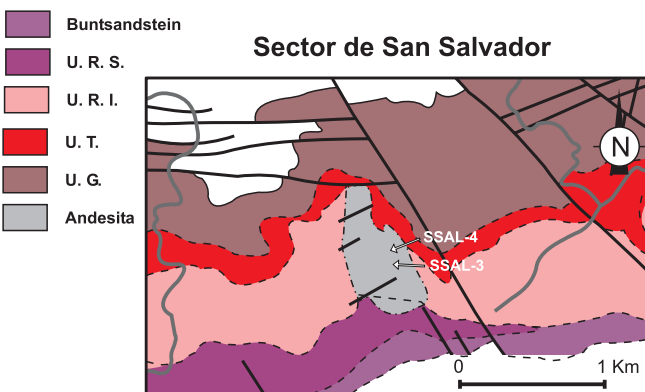 Buntsandstein
U. R. S.
U. R. I.
U. T.
U. G.
Andesita
Sector de San Salvador
N
SSAL-4
SSAL-3
0 1 Km